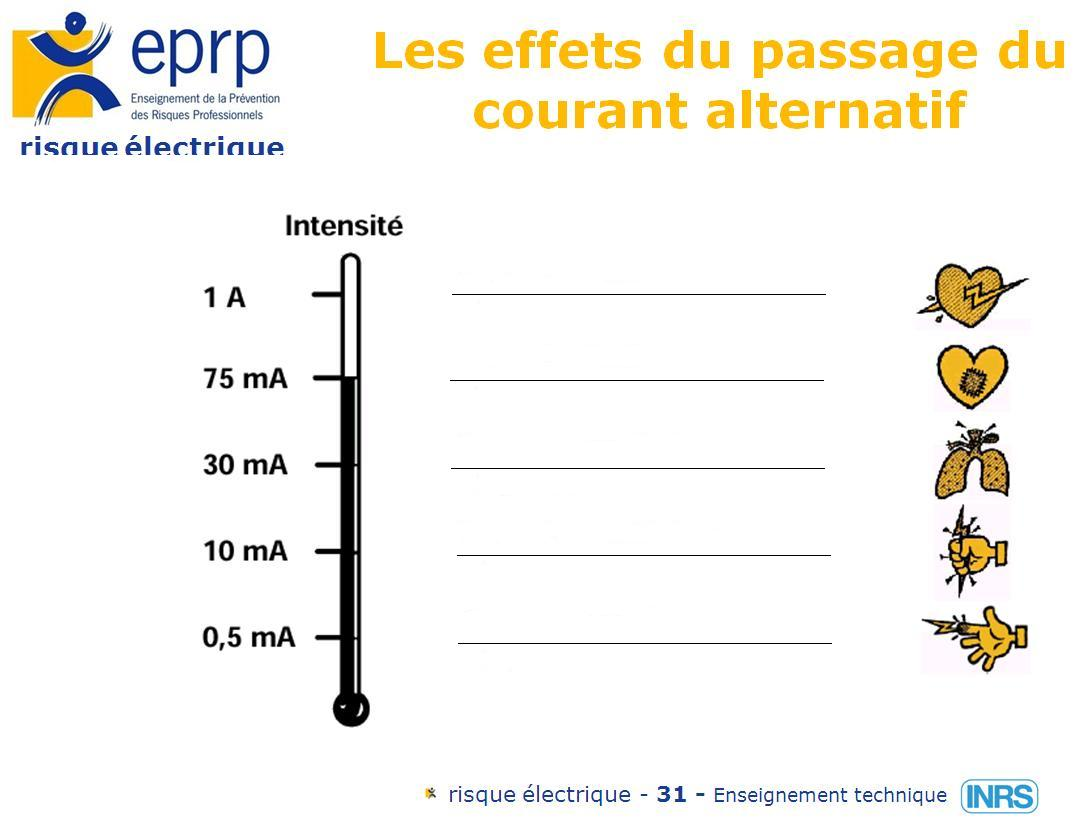 eprp
Enseignement de la Prévention
des Risques Professionnels
risque électrique
Les effets du passage du
courant alternatif
Intensité
1 A
75 mA
30 mA
10 mA
0,5 mA
risque électrique - 31 - Enseignement technique
INRS